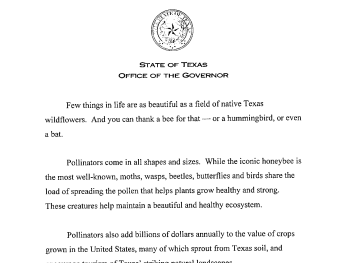 STATE OF TEXAS
OFFICE OF THE GOVERNOR
Few things in life are as beautiful as a field of native Texas
wildflowers. And you can thank a bee for that — or a hummingbird, or even
a bat.
Pollinators come in all shapes and sizes. While the iconic honeybee is
the most well-known, moths, wasps, beetles, butterflies and birds share the
load of spreading the pollen that helps plants grow healthy and strong.
These creatures help maintain a beautiful and healthy ecosystem.
Pollinators also add billions of dollars annually to the value of crops
grown in the United States, many of which sprout from Texas soil, and
tourism of Texas' striking natural landscapes.